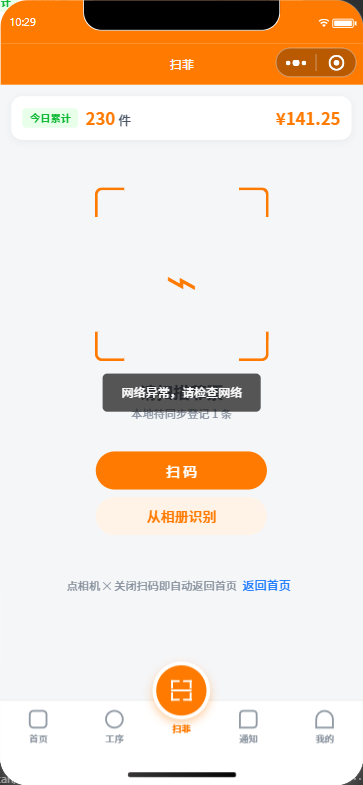 10:29
扫菲
今日累计 230 件 ¥141.25
网络异常，请检查网络
本地待同步登记 1 条
扫 码
从相册识别
点相机 × 关闭扫码即自动返回首页 返回首页
首页 工序 扫菲 通知 我的